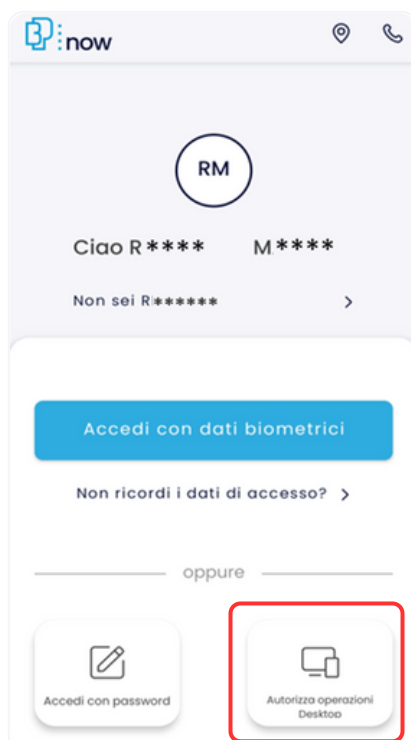 now
RM
Ciao R**** M.****
Non sei R******
Accedi con dati biometrici
Non ricordi i dati di accesso?
oppure
Accedi con password
Autorizza operazioni
Desktop